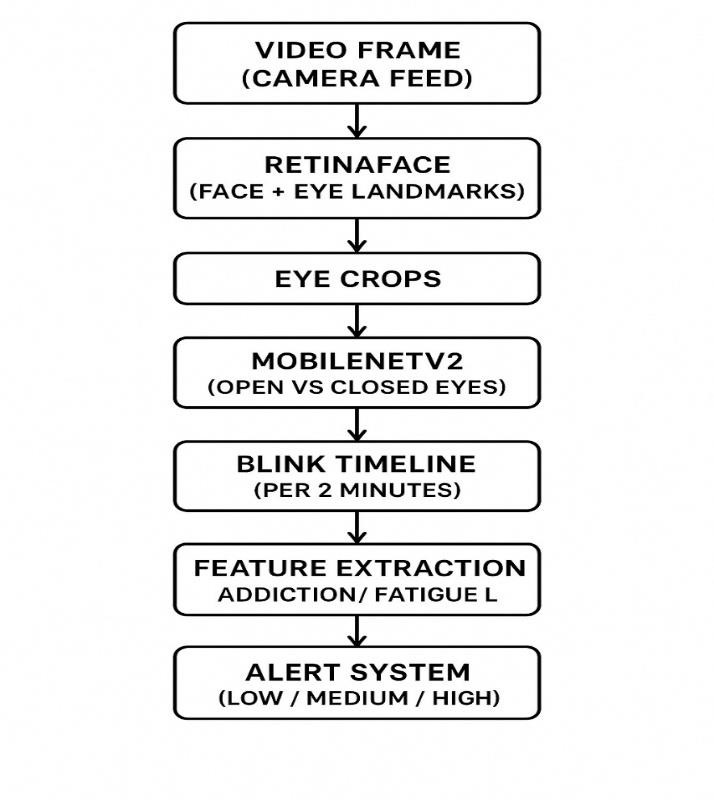 VIDEO FRAME
(CAMERA FEED)
RETINAFACE
(FACE + EYE LANDMARKS)
EYE CROPS
MOBILENETV2
(OPEN VS CLOSED EYES)
BLINK TIMELINE
(PER 2 MINUTES)
FEATURE EXTRACTION
ADDICTION/ FATIGUE L
ALERT SYSTEM
(LOW / MEDIUM / HIGH)